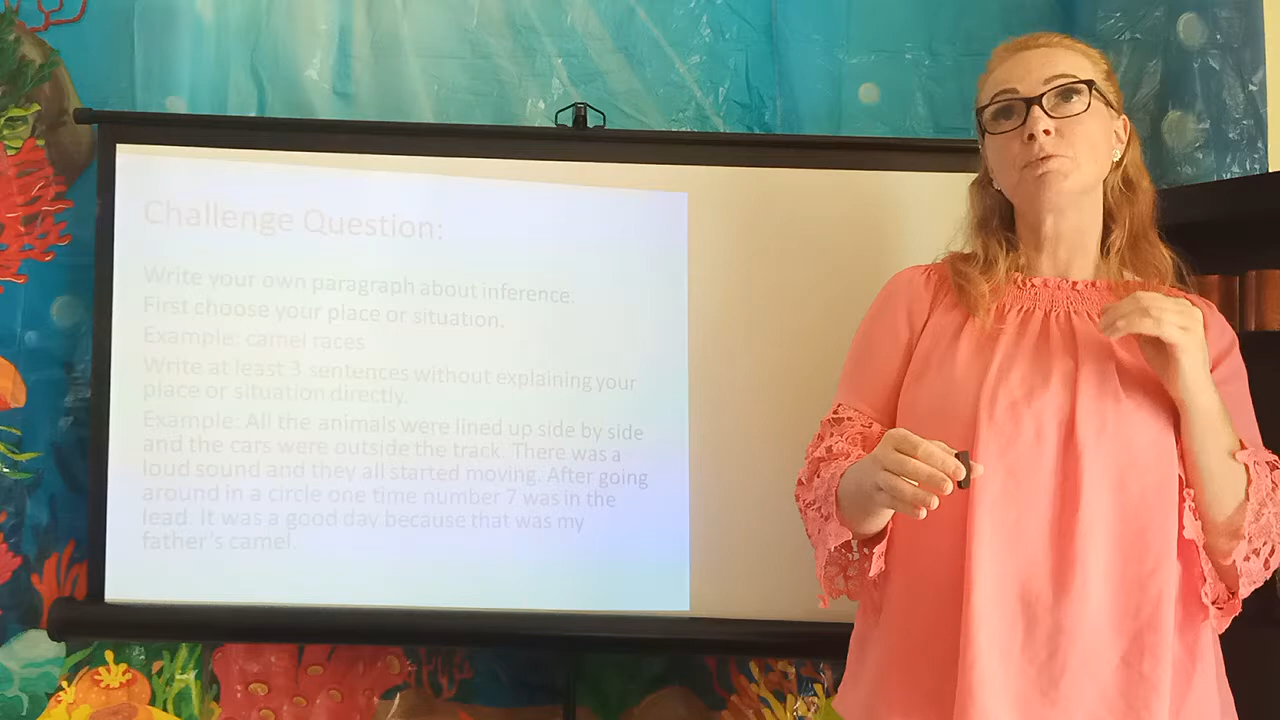 Challenge Question:
Write your own paragraph about inference.
First choose your place or situation.
Example: camel races
Write at least 3 sentences without explaining your
place or situation directly.
Example: All the animals were lined up side by side
and the cars were outside the track. There was a
loud sound and they all started moving. After going
around in a circle one time number 7 was in the
lead. It was a good day because that was my
father's camel.